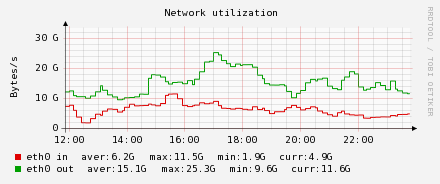 Network utilization
RRDTOOL / TOBI OETIKER
Bytes/s
30 G
20 G
10 G
0
12:00 14:00 16:00 18:00 20:00 22:00
eth0 in aver:6.2G max:11.5G min:1.9G curr:4.9G
eth0 out aver:15.1G max:25.3G min:9.6G curr:11.6G